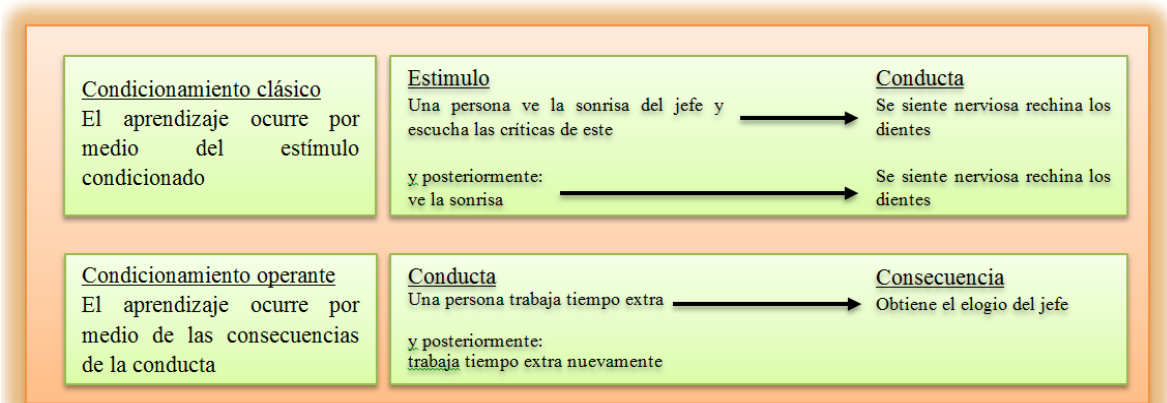 Condicionamiento clásico
El aprendizaje ocurre por
medio del estímulo
condicionado
Estimulo
Una persona ve la sonrisa del jefe y
escucha las críticas de este
y posteriormente:
ve la sonrisa
Conducta
Se siente nerviosa rechina los
dientes
Se siente nerviosa rechina los
dientes
Condicionamiento operante
El aprendizaje ocurre por
medio de las consecuencias
de la conducta
Conducta
Una persona trabaja tiempo extra
y posteriormente:
trabaja tiempo extra nuevamente
Consecuencia
Obtiene el elogio del jefe